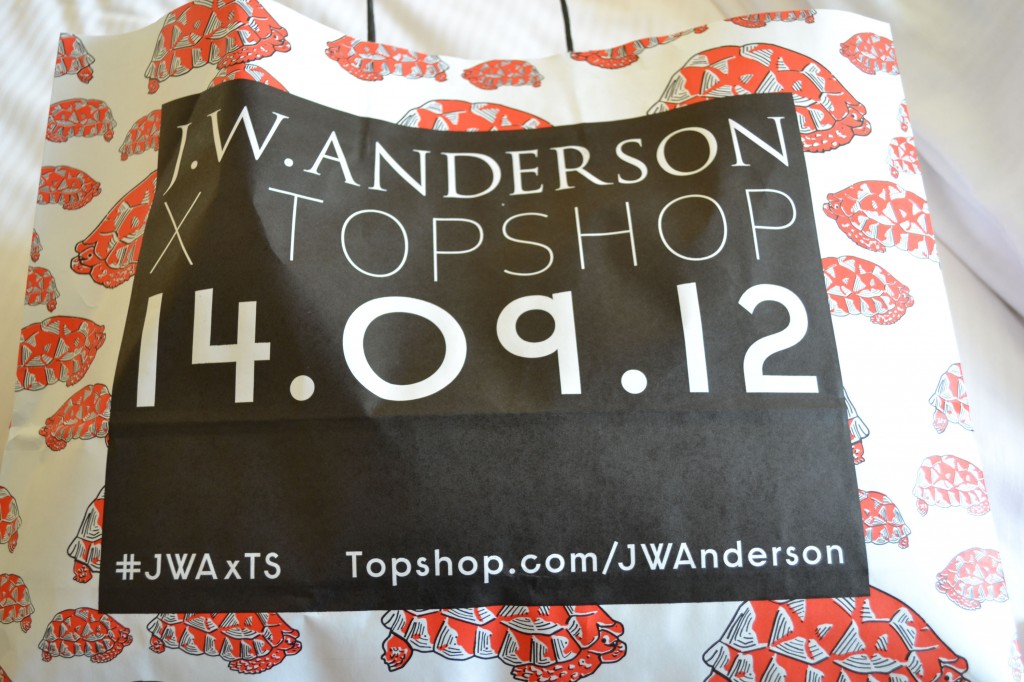 J.W.ANDERSON
X TOPSHOP
14.09.12
#JWAxTS
Topshop.com/JWAnderson